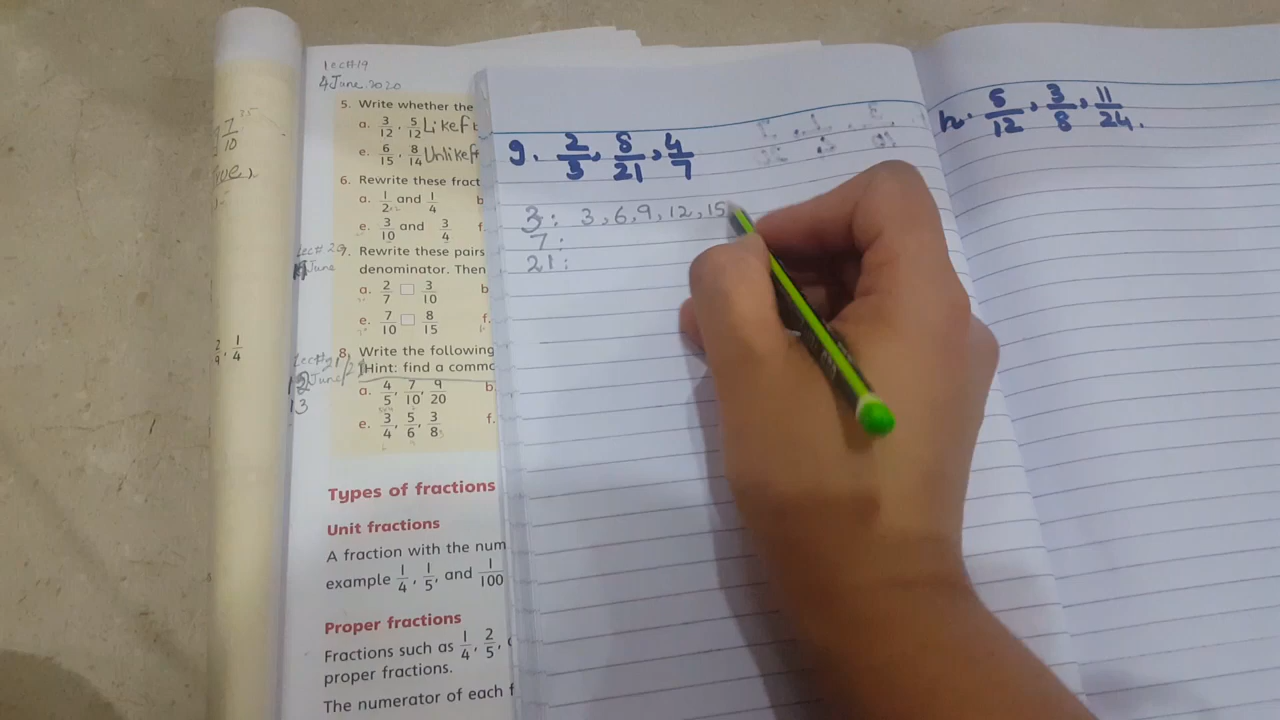 Lec#19
4 June 2020
5. Write whether the
a. 3/12, 5/12 Like f
e. 6/15, 8/14 Unlike f
6. Rewrite these fract
a. 1/2 and 1/4 b
e. 3/10 and 3/4 f.
Lec# 20
June
7. Rewrite these pairs
denominator. Then
a. 2/7 □ 3/10 b
e. 7/10 □ 8/15 f.
8. Write the following
Hint: find a commo
a. 4/5, 7/10, 9/20 b.
e. 3/4, 5/6, 3/8 f.
Lec#21
12 June
13
Types of fractions
Unit fractions
A fraction with the num
example 1/4, 1/5, and 1/100
Proper fractions
Fractions such as 1/4, 2/5,
proper fractions.
The numerator of each f
7/10
2/9, 1/4
g. 2/3, 8/21, 4/7
3: 3, 6, 9, 12, 15
7:
21:
h. 5/12, 3/8, 11/24.